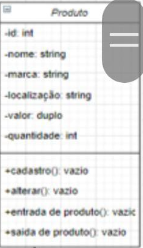 Produto
-id: int
-nome: string
-marca: string
-localização: string
-valor: duplo
-quantidade: int
+cadastro(): vazio
+alterar(): vazio
+entrada de produto(): vazic
+saida de produto(): vazio